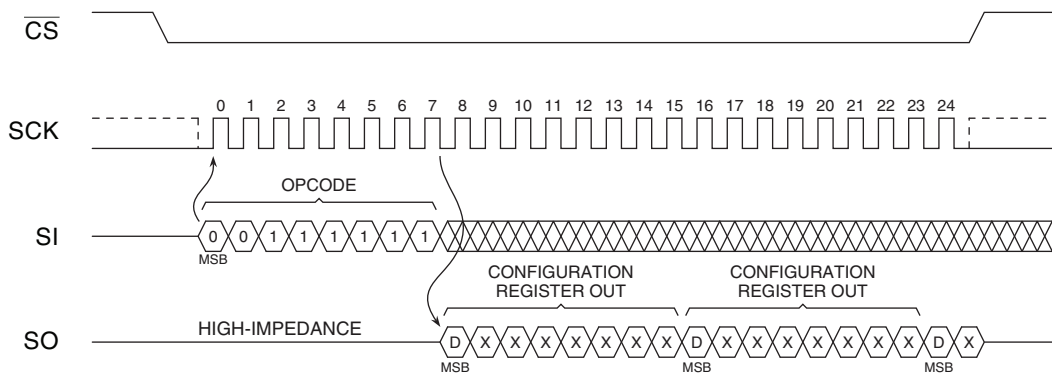 CS
0 1 2 3 4 5 6 7 8 9 10 11 12 13 14 15 16 17 18 19 20 21 22 23 24
SCK
OPCODE
SI
0 0 1 1 1 1 1 1
MSB
CONFIGURATION REGISTER OUT
CONFIGURATION REGISTER OUT
HIGH-IMPEDANCE
SO
D X X X X X X X D X X X X X X X D X
MSB MSB MSB